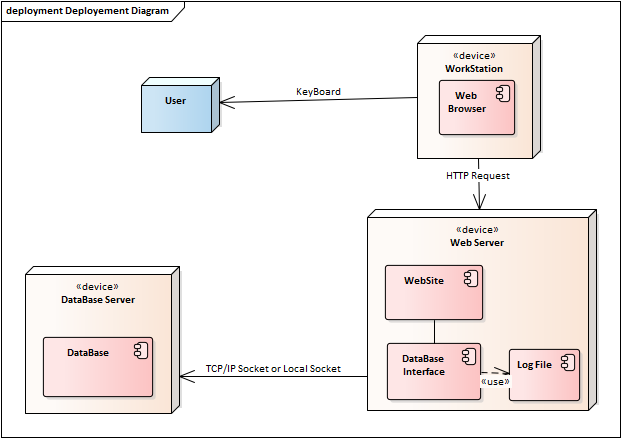 deployment Deployement Diagram
«device»
WorkStation
Web
Browser
User
KeyBoard
HTTP Request
«device»
Web Server
WebSite
DataBase
Interface
«use»
Log File
«device»
DataBase Server
DataBase
TCP/IP Socket or Local Socket